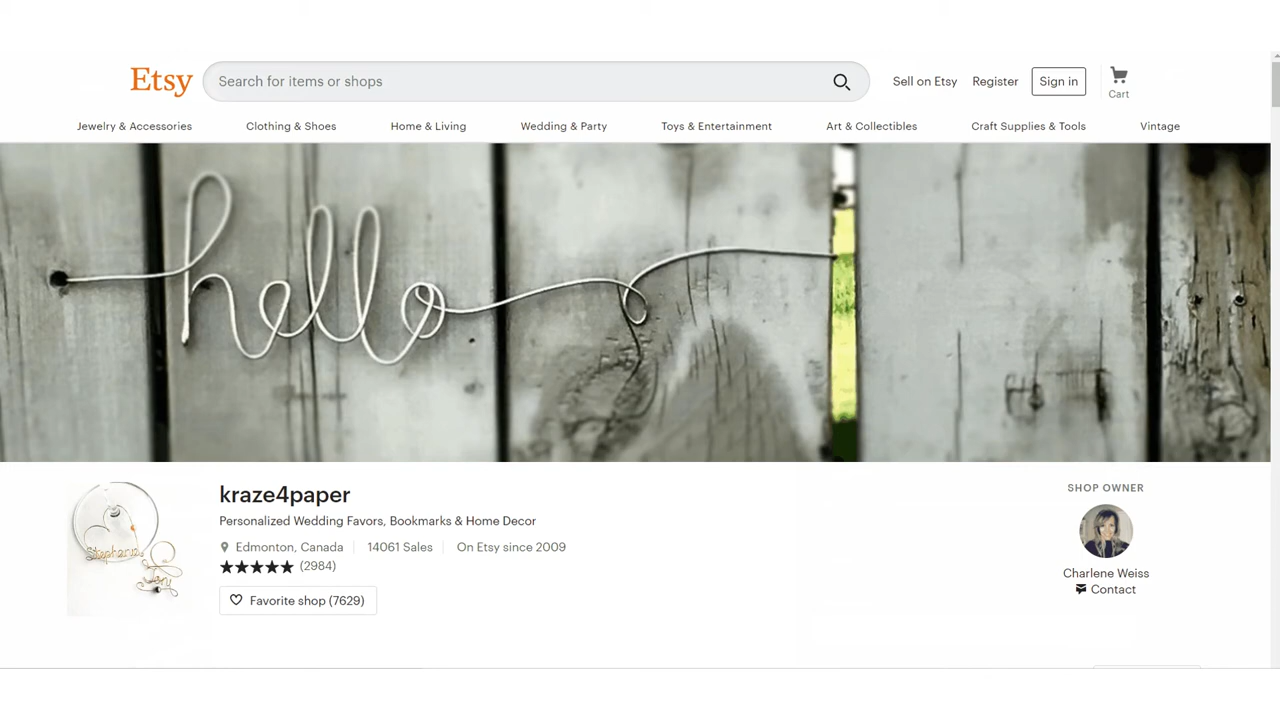 Etsy
Search for items or shops
Sell on Etsy
Register
Sign in
Cart
Jewelry & Accessories
Clothing & Shoes
Home & Living
Wedding & Party
Toys & Entertainment
Art & Collectibles
Craft Supplies & Tools
Vintage
hello
Stephanie
kraze4paper
Personalized Wedding Favors, Bookmarks & Home Decor
Edmonton, Canada
14061 Sales
On Etsy since 2009
(2984)
Favorite shop (7629)
SHOP OWNER
Charlene Weiss
Contact